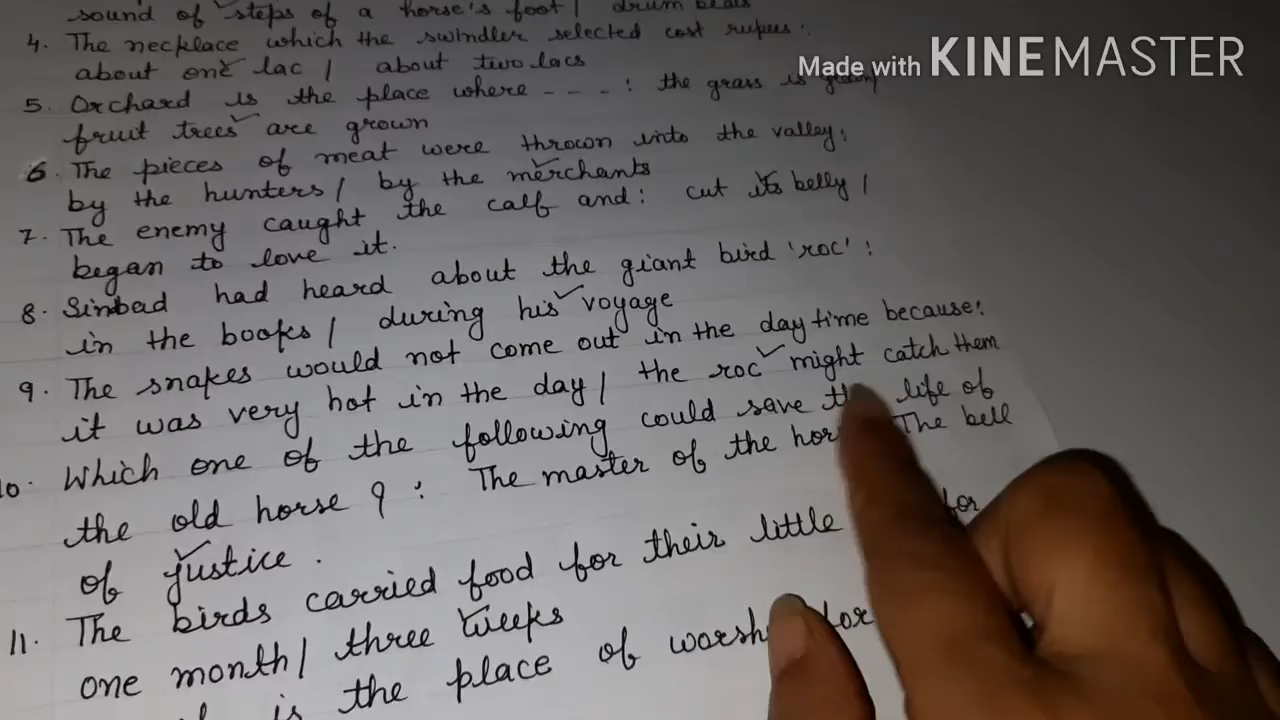 sound of steps of a horse's foot / drum beats
4. The necklace which the swindler selected cost rupees:
Made with KINEMASTER
about one lac / about two lacs
5. Orchard is the place where - - - - : the grass is
fruit trees are grown
6. The pieces of meat were thrown into the valley:
by the hunters / by the merchants
7. The enemy caught the calf and: cut its belly /
began to love it.
8. Sinbad had heard about the giant bird 'roc' :
in the books / during his voyage
9. The snakes would not come out in the day time because:
it was very hot in the day / the roc might catch them
10. Which one of the following could save the life of
the old horse ? : The master of the The bell
of justice .
11. The birds carried food for their little for
one month / three weeks
is the place of for